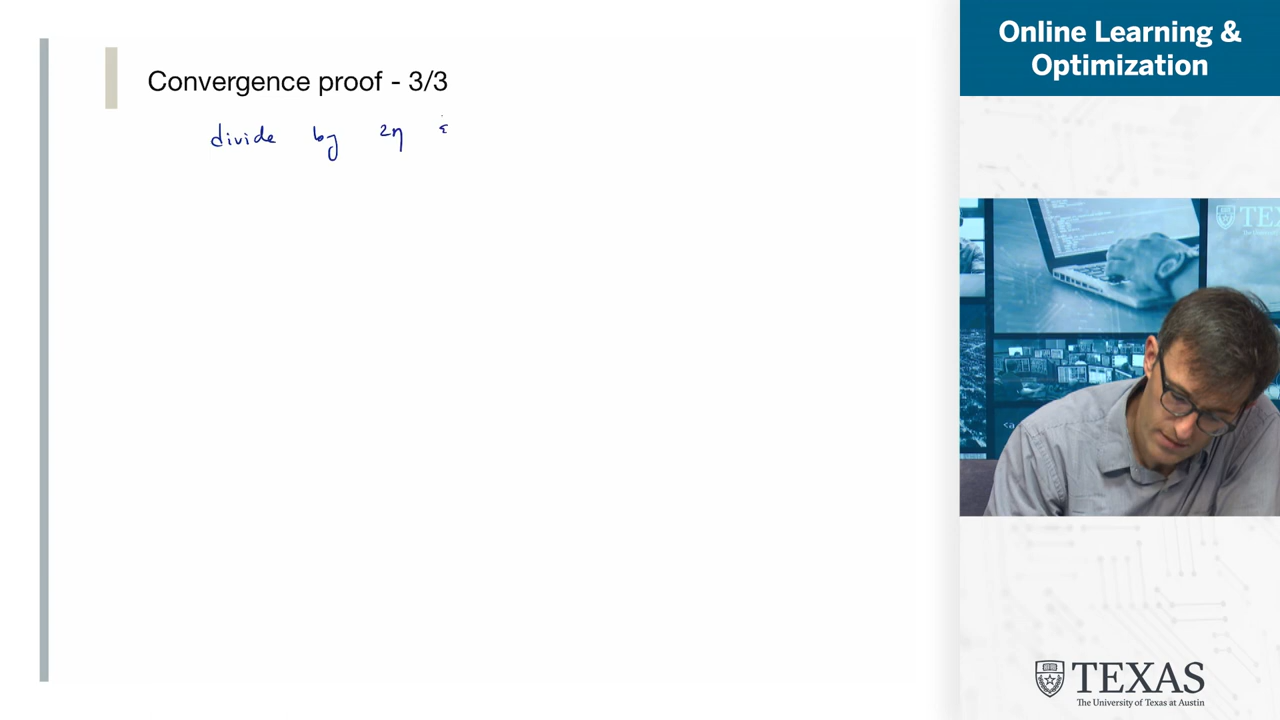 Convergence proof - 3/3
divide by 2η
Online Learning &
Optimization
TEXAS
The University of Texas at Austin